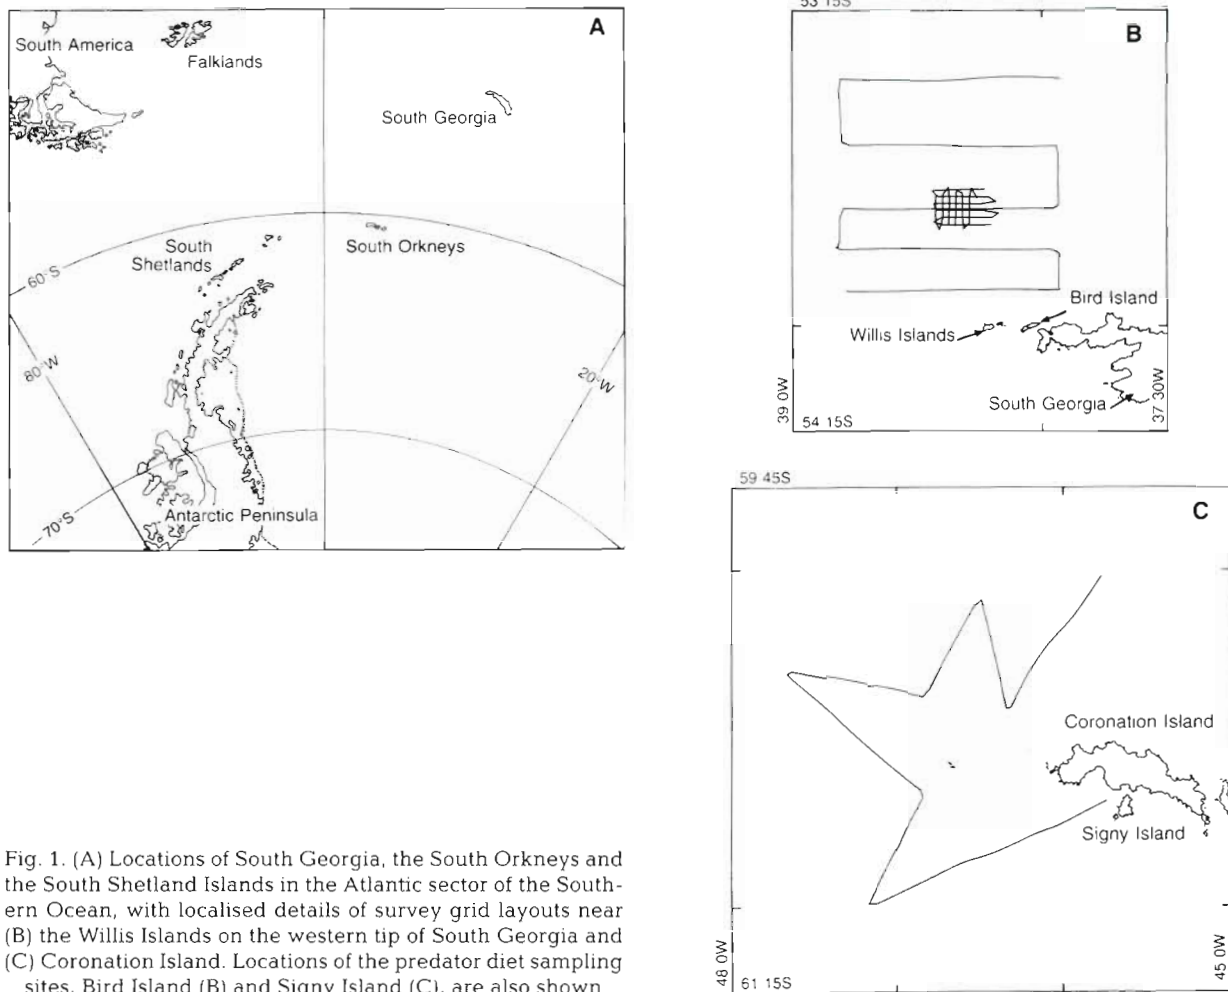 A
South America
Falklands
South Georgia
South
Shetlands
South Orkneys
60°S
80°W
20°W
70°S
Antarctic Peninsula
53 15S
B
Bird Island
Willis Islands
South Georgia
39 0W
54 15S
37 30W
59 45S
C
Coronation Island
Signy Island
48 0W
61 15S
45 0W
Fig. 1. (A) Locations of South Georgia, the South Orkneys and
the South Shetland Islands in the Atlantic sector of the South-
ern Ocean, with localised details of survey grid layouts near
(B) the Willis Islands on the western tip of South Georgia and
(C) Coronation Island. Locations of the predator diet sampling
sites, Bird Island (B) and Signy Island (C), are also shown